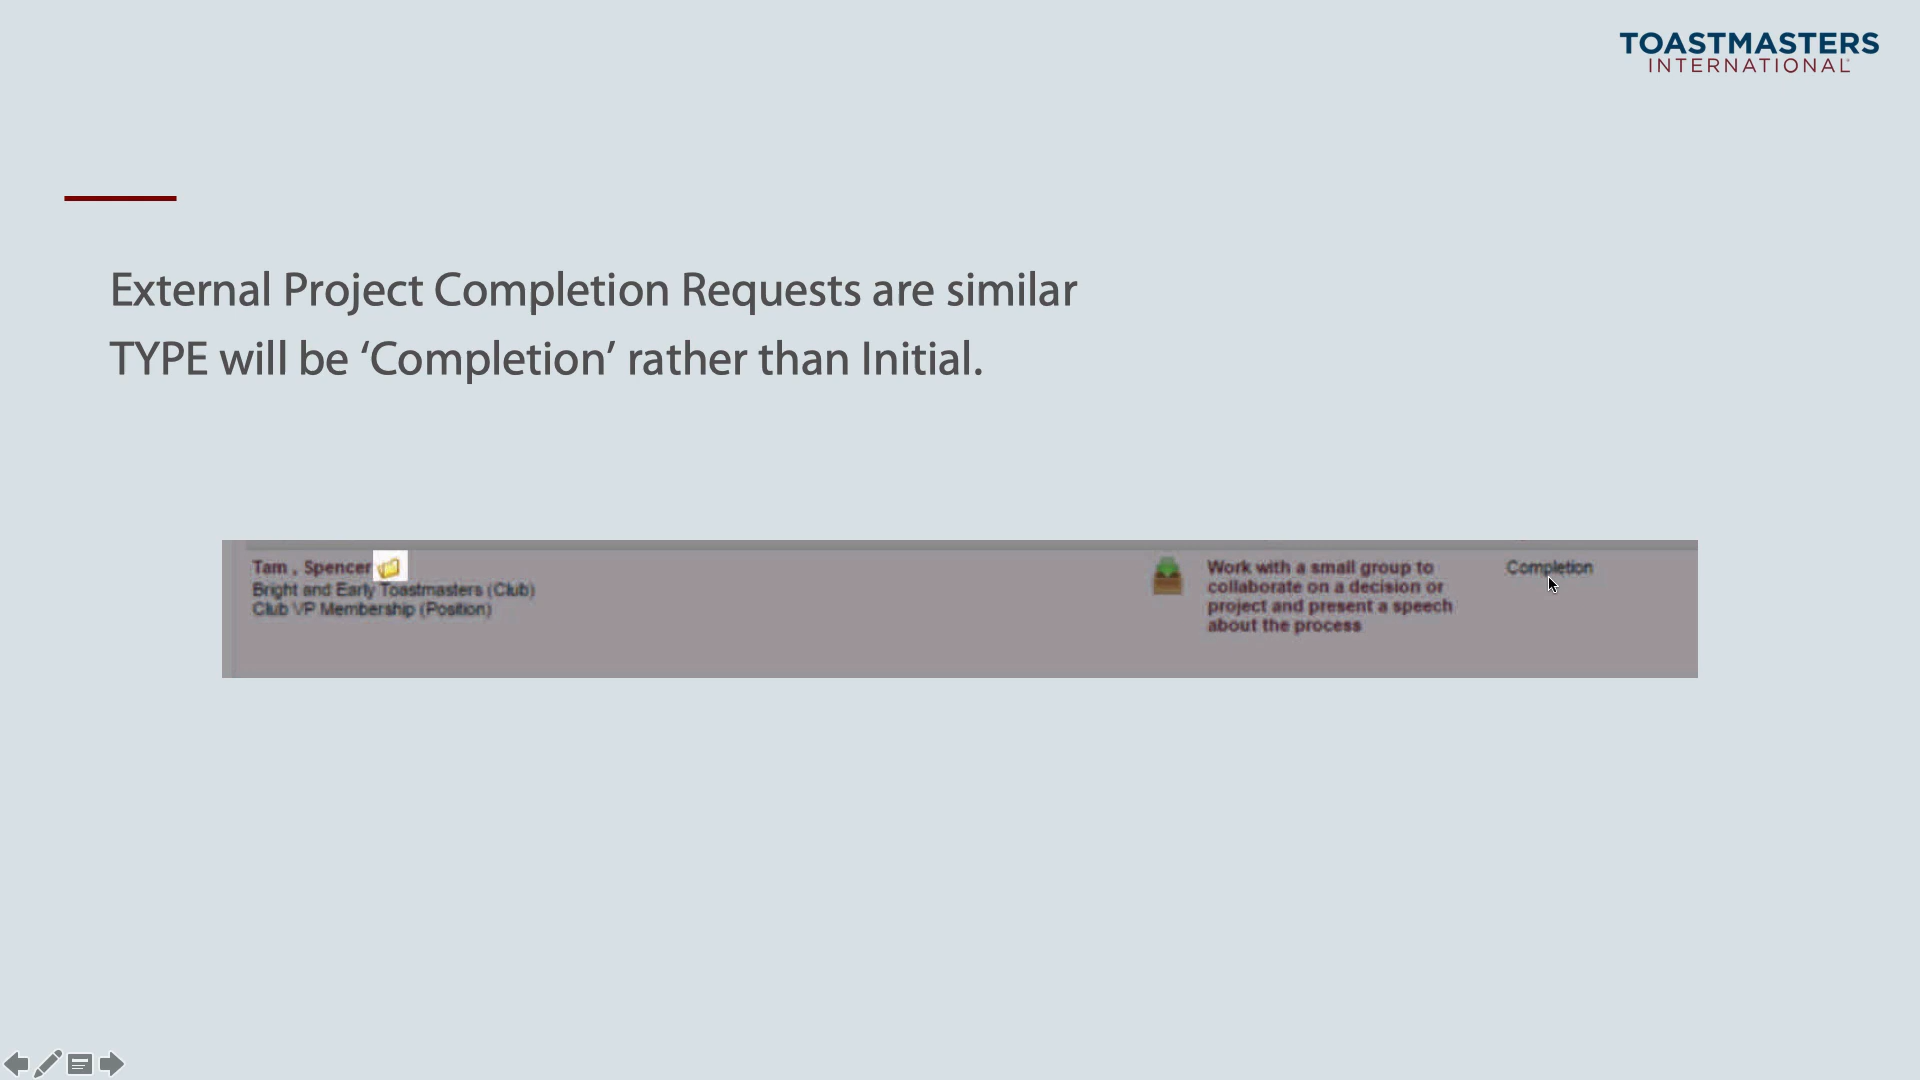 TOASTMASTERS
INTERNATIONAL
External Project Completion Requests are similar
TYPE will be ‘Completion’ rather than Initial.
Tam , Spencer
Bright and Early Toastmasters (Club)
Club VP Membership (Position)
Work with a small group to
collaborate on a decision or
project and present a speech
about the process
Completion